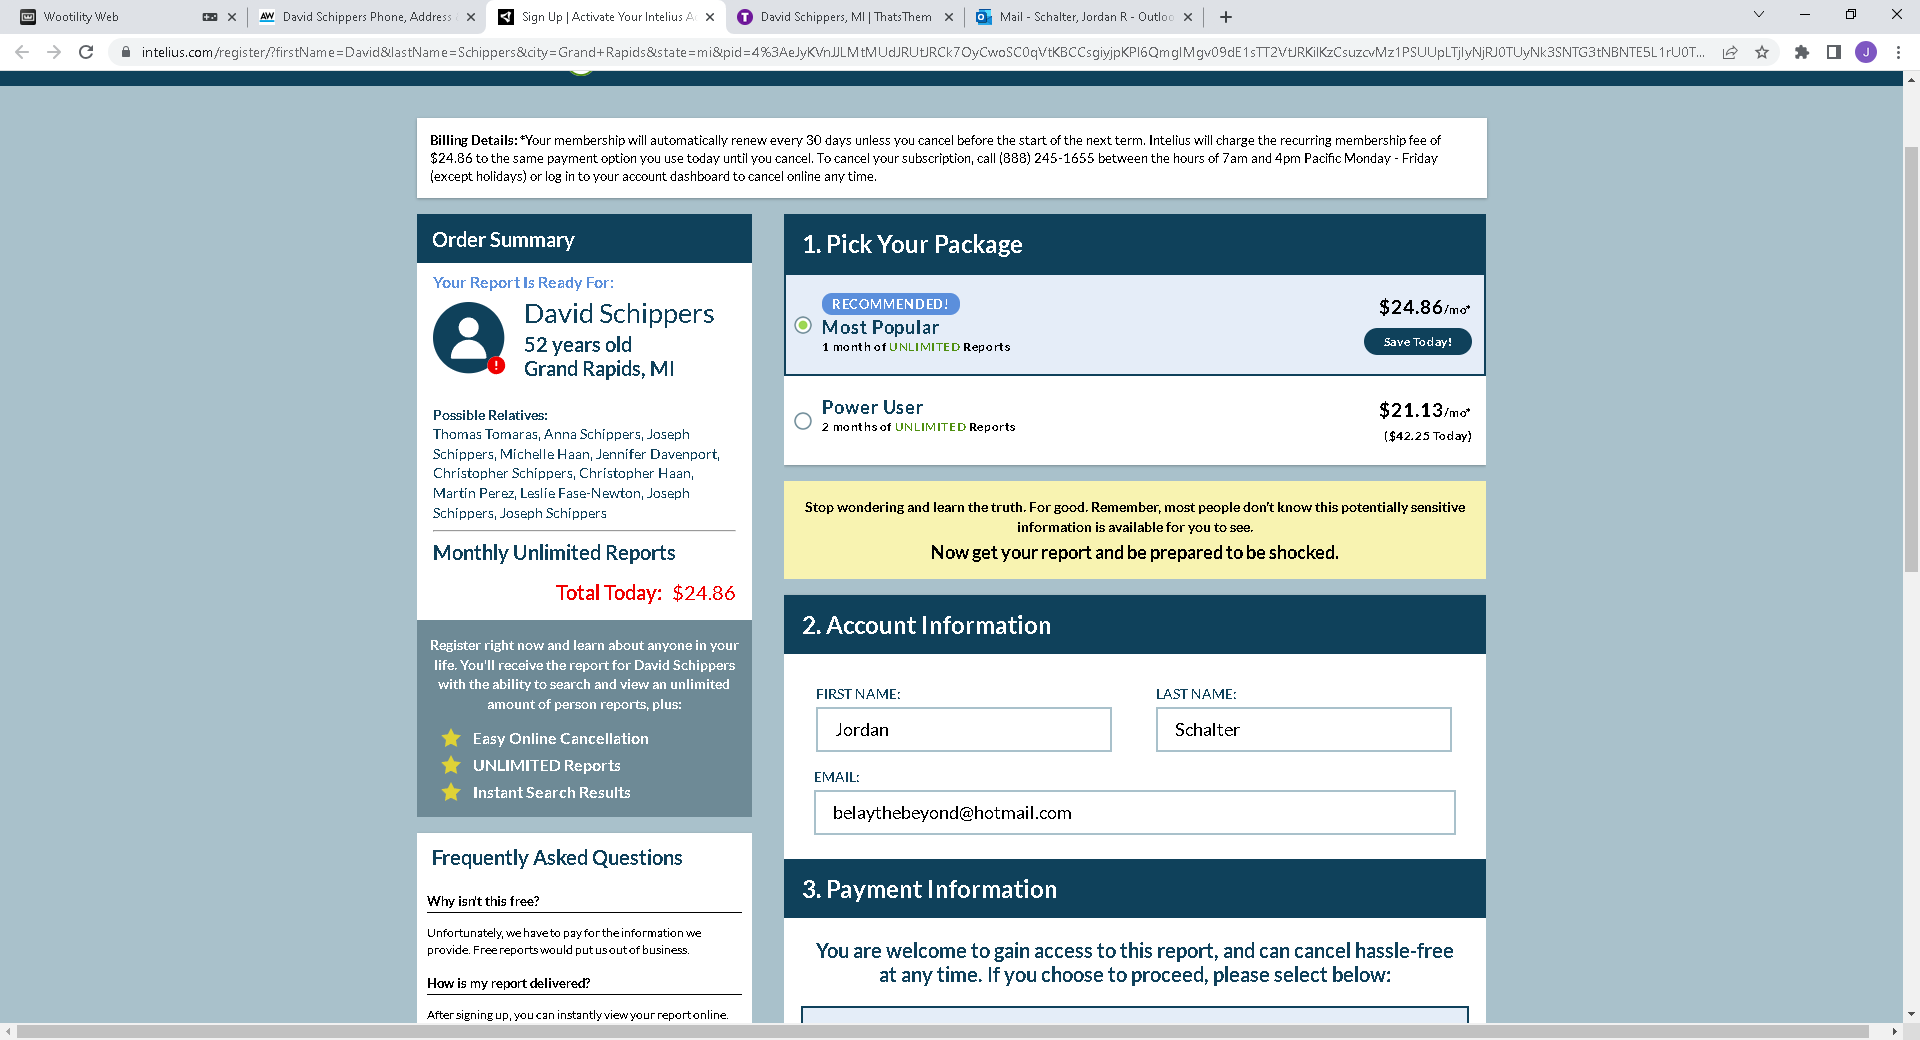 Wootility Web
David Schippers Phone, Address
Sign Up | Activate Your Intelius A
David Schippers, MI | ThatsThem
Mail - Schalter, Jordan R - Outloo
Billing Details: *Your membership will automatically renew every 30 days unless you cancel before the start of the next term. Intelius will charge the recurring membership fee of
$24.86 to the same payment option you use today until you cancel. To cancel your subscription, call (888) 245-1655 between the hours of 7am and 4pm Pacific Monday - Friday
(except holidays) or log in to your account dashboard to cancel online any time.
Order Summary
Your Report Is Ready For:
David Schippers
52 years old
Grand Rapids, MI
Possible Relatives:
Thomas Tomaras, Anna Schippers, Joseph
Schippers, Michelle Haan, Jennifer Davenport,
Christopher Schippers, Christopher Haan,
Martin Perez, Leslie Fase-Newton, Joseph
Schippers, Joseph Schippers
Monthly Unlimited Reports
Total Today: $24.86
Register right now and learn about anyone in your
life. You'll receive the report for David Schippers
with the ability to search and view an unlimited
amount of person reports, plus:
Easy Online Cancellation
UNLIMITED Reports
Instant Search Results
Frequently Asked Questions
Why isn't this free?
Unfortunately, we have to pay for the information we
provide. Free reports would put us out of business.
How is my report delivered?
After signing up, you can instantly view your report online.
1. Pick Your Package
RECOMMENDED!
Most Popular
1 month of UNLIMITED Reports
$24.86/mo*
Save Today!
Power User
2 months of UNLIMITED Reports
$21.13/mo*
($42.25 Today)
Stop wondering and learn the truth. For good. Remember, most people don't know this potentially sensitive
information is available for you to see.
Now get your report and be prepared to be shocked.
2. Account Information
FIRST NAME:
Jordan
LAST NAME:
Schalter
EMAIL:
belaythebeyond@hotmail.com
3. Payment Information
You are welcome to gain access to this report, and can cancel hassle-free
at any time. If you choose to proceed, please select below: